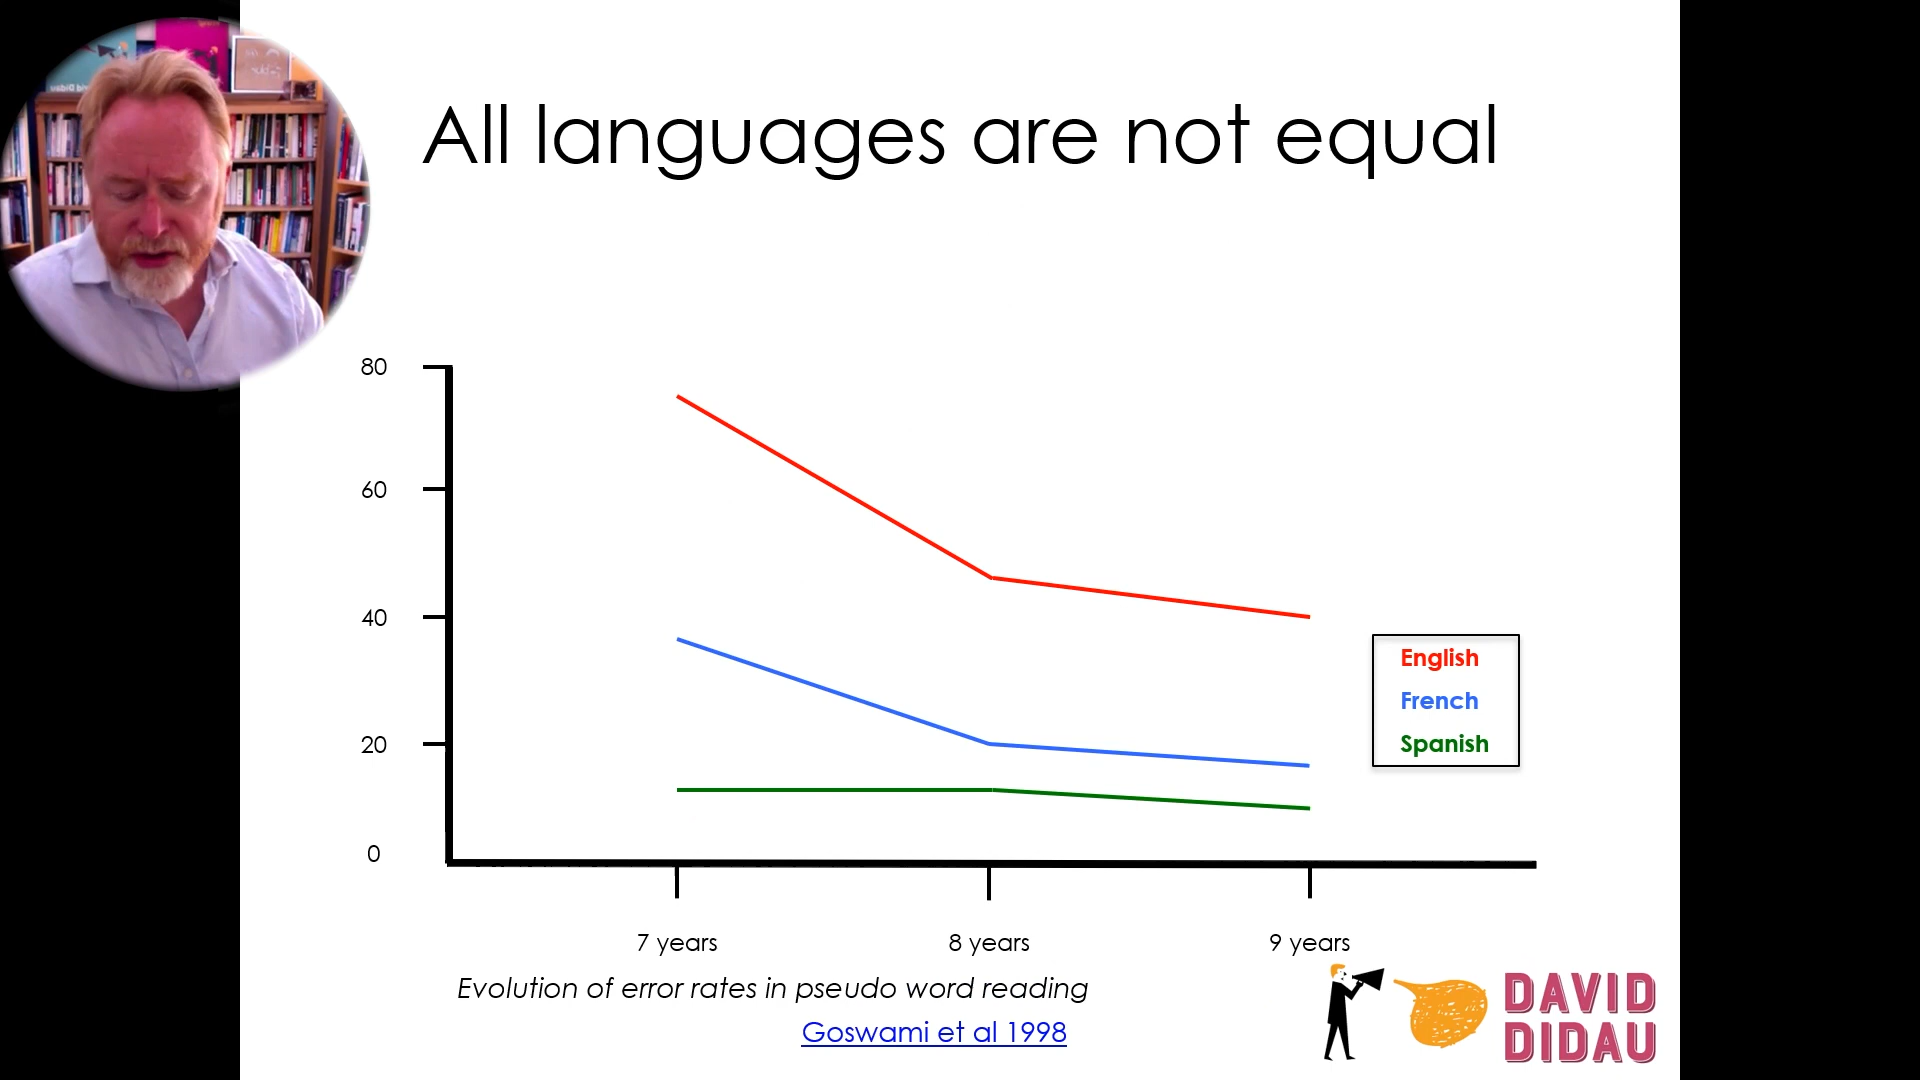 All languages are not equal
80
60
40
20
0
7 years
8 years
9 years
English
French
Spanish
Evolution of error rates in pseudo word reading
Goswami et al 1998
DAVID
DIDAU